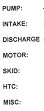 PUMP:
INTAKE:
DISCHARGE
MOTOR:
SKID:
HTC:
MISC: